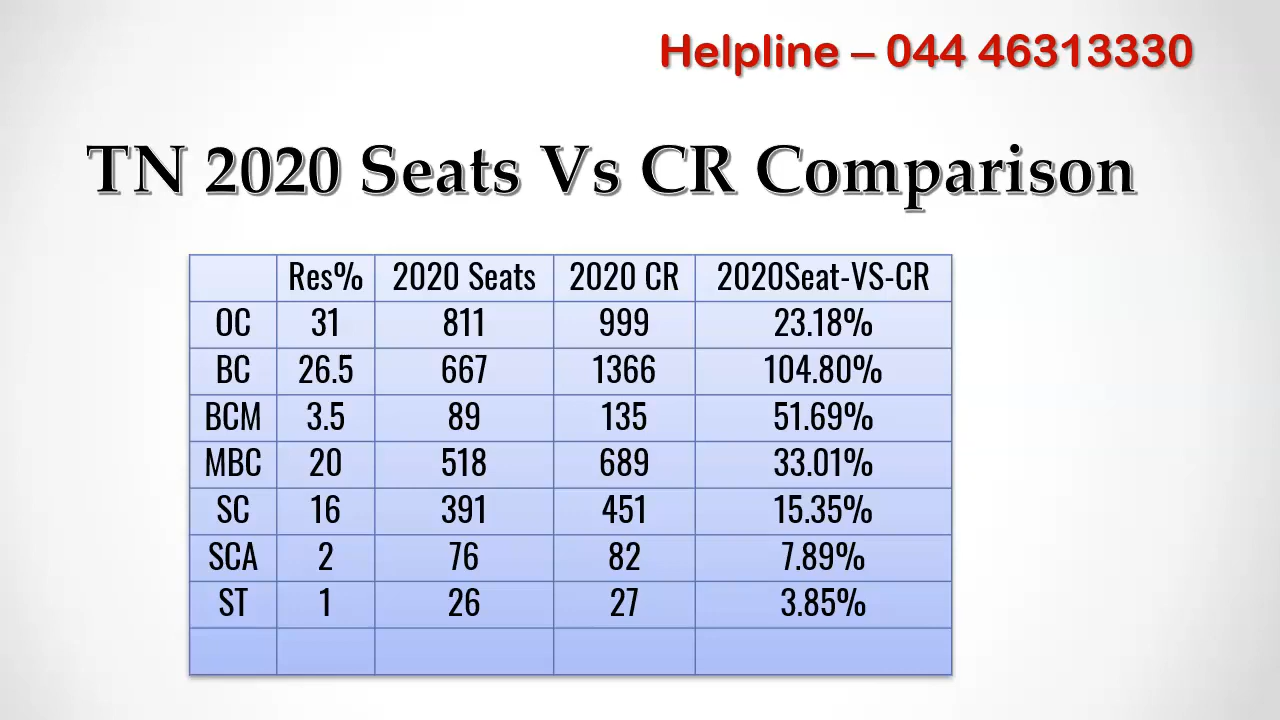 Helpline – 044 46313330
TN 2020 Seats Vs CR Comparison
Res% 2020 Seats 2020 CR 2020Seat-VS-CR
OC 31 811 999 23.18%
BC 26.5 667 1366 104.80%
BCM 3.5 89 135 51.69%
MBC 20 518 689 33.01%
SC 16 391 451 15.35%
SCA 2 76 82 7.89%
ST 1 26 27 3.85%